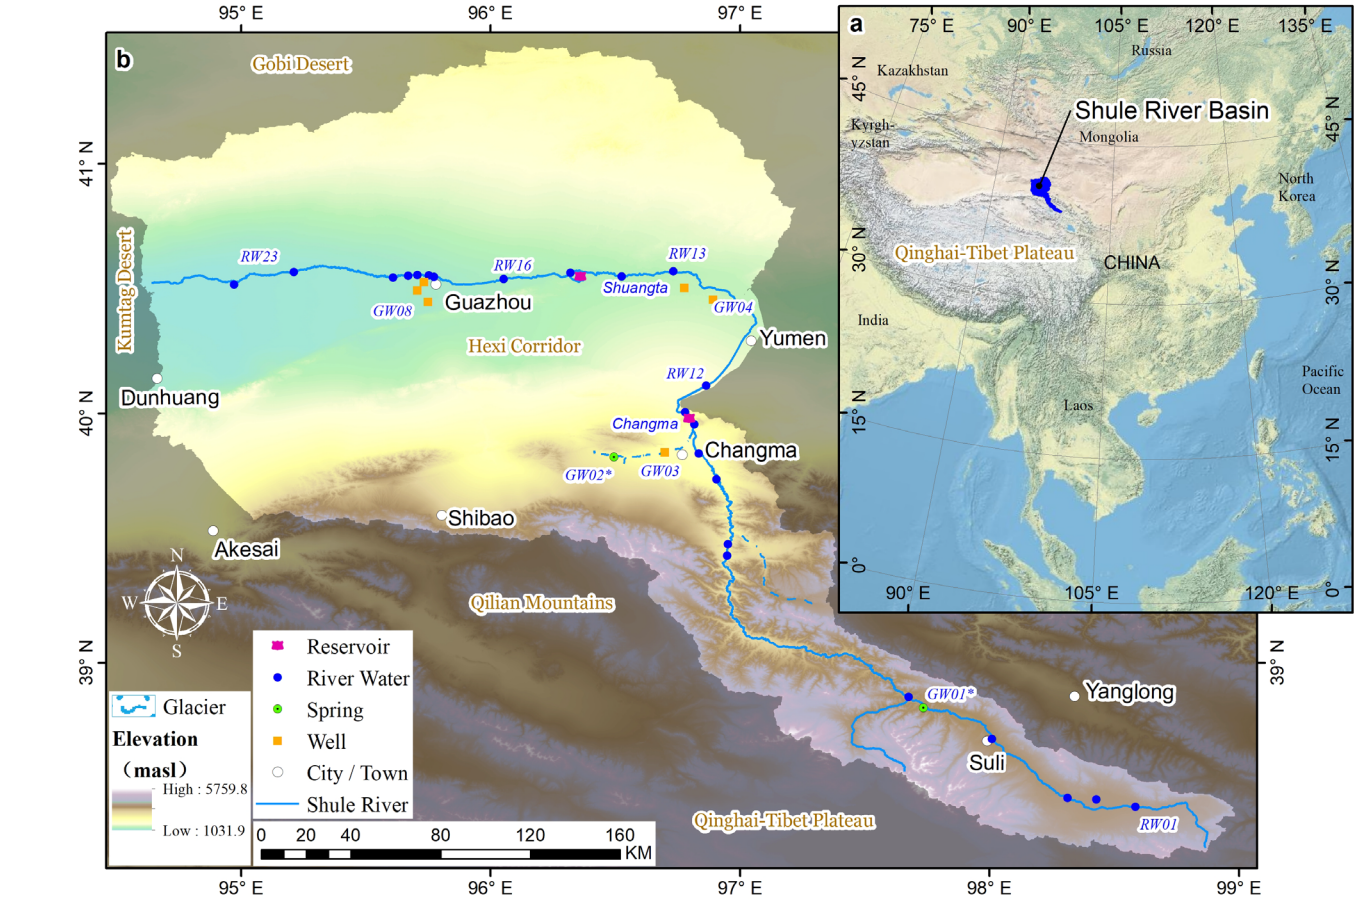 95° E
96° E
97° E
b
Gobi Desert
41° N
40° N
39° N
Kumtag Desert
RW23
RW16
RW13
Shuangta
GW08
Guazhou
GW04
Yumen
Hexi Corridor
RW12
Dunhuang
Changma
Changma
GW02*
GW03
Shibao
Akesai
N
W
E
S
Qilian Mountains
GW01*
Yanglong
Suli
RW01
Qinghai-Tibet Plateau
39° N
Glacier
Elevation
（masl）
High : 5759.8
Low : 1031.9
Reservoir
River Water
Spring
Well
City / Town
Shule River
0 20 40 80 120 160
KM
95° E
96° E
97° E
98° E
99° E
a
75° E
90° E
105° E
120° E
135° E
Russia
Kazakhstan
45° N
45° N
Shule River Basin
Kyrgh-
yzstan
Mongolia
North
Korea
30° N
30° N
Qinghai-Tibet Plateau
CHINA
India
Pacific
Ocean
Laos
15° N
15° N
0°
0°
90° E
105° E
120° E